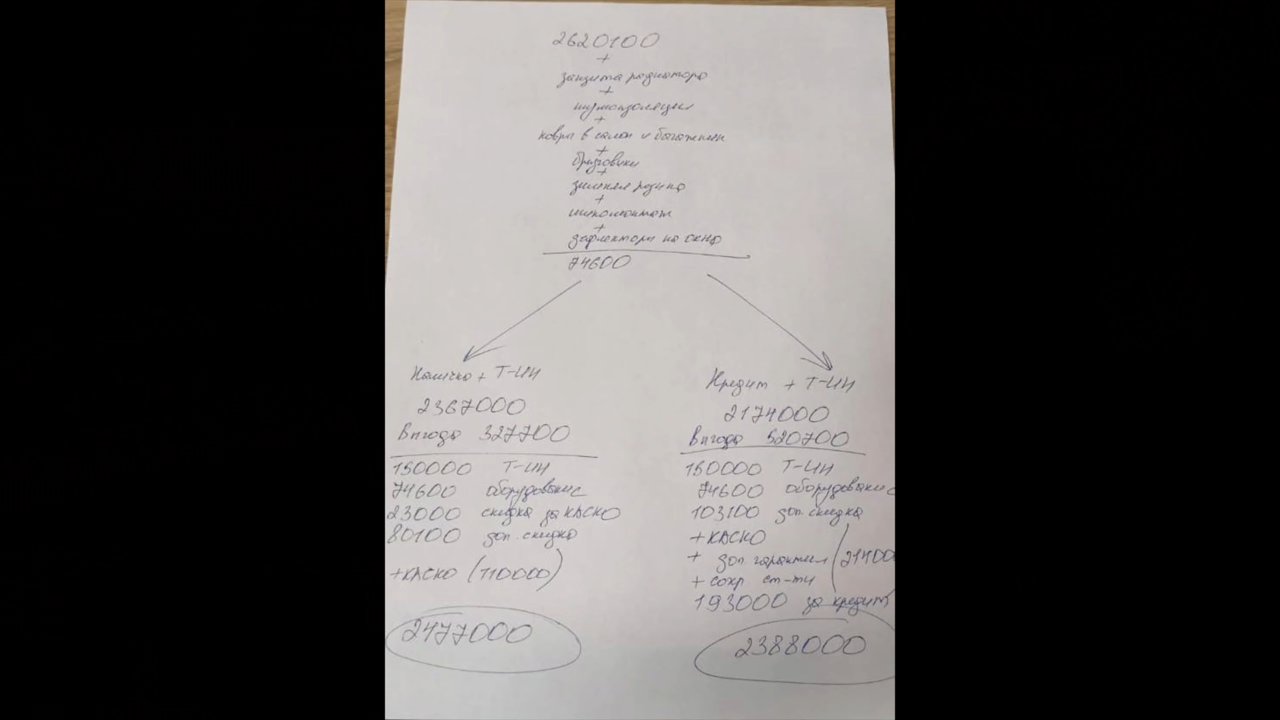 2620100
+
защита радиатора
+
шумоизоляция
+
ковры в салон и багажник
+
брызговики
+
зимняя резина
+
шиномонтаж
+
дефлекторы на окна
74600
Наличка + Т-ИН
2367000
Выгода 327700
150000 Т-ИН
74600 оборудование
23000 скидка за КАСКО
80100 доп. скидка
+КАСКО (110000)
2477000
Кредит + Т-ИН
2174000
Выгода 520700
150000 Т-ИН
74600 оборудование
103100 доп. скидка
+КАСКО
+ доп. гарантия
+ сохр ст-ти
214000
193000 за кредит
2388000